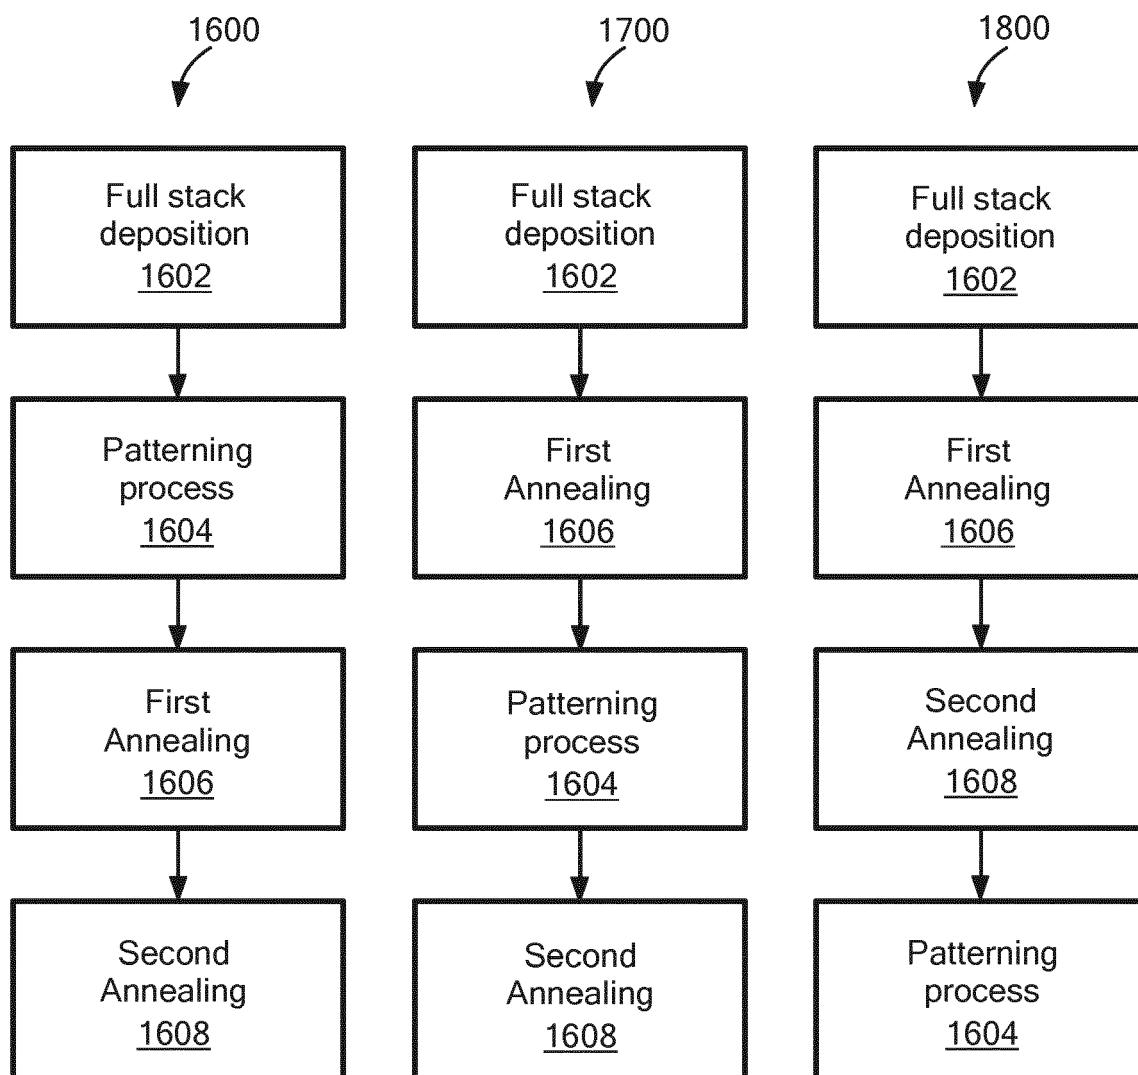 1600
Full stack
deposition
1602
Patterning
process
1604
First
Annealing
1606
Second
Annealing
1608
1700
Full stack
deposition
1602
First
Annealing
1606
Patterning
process
1604
Second
Annealing
1608
1800
Full stack
deposition
1602
First
Annealing
1606
Second
Annealing
1608
Patterning
process
1604